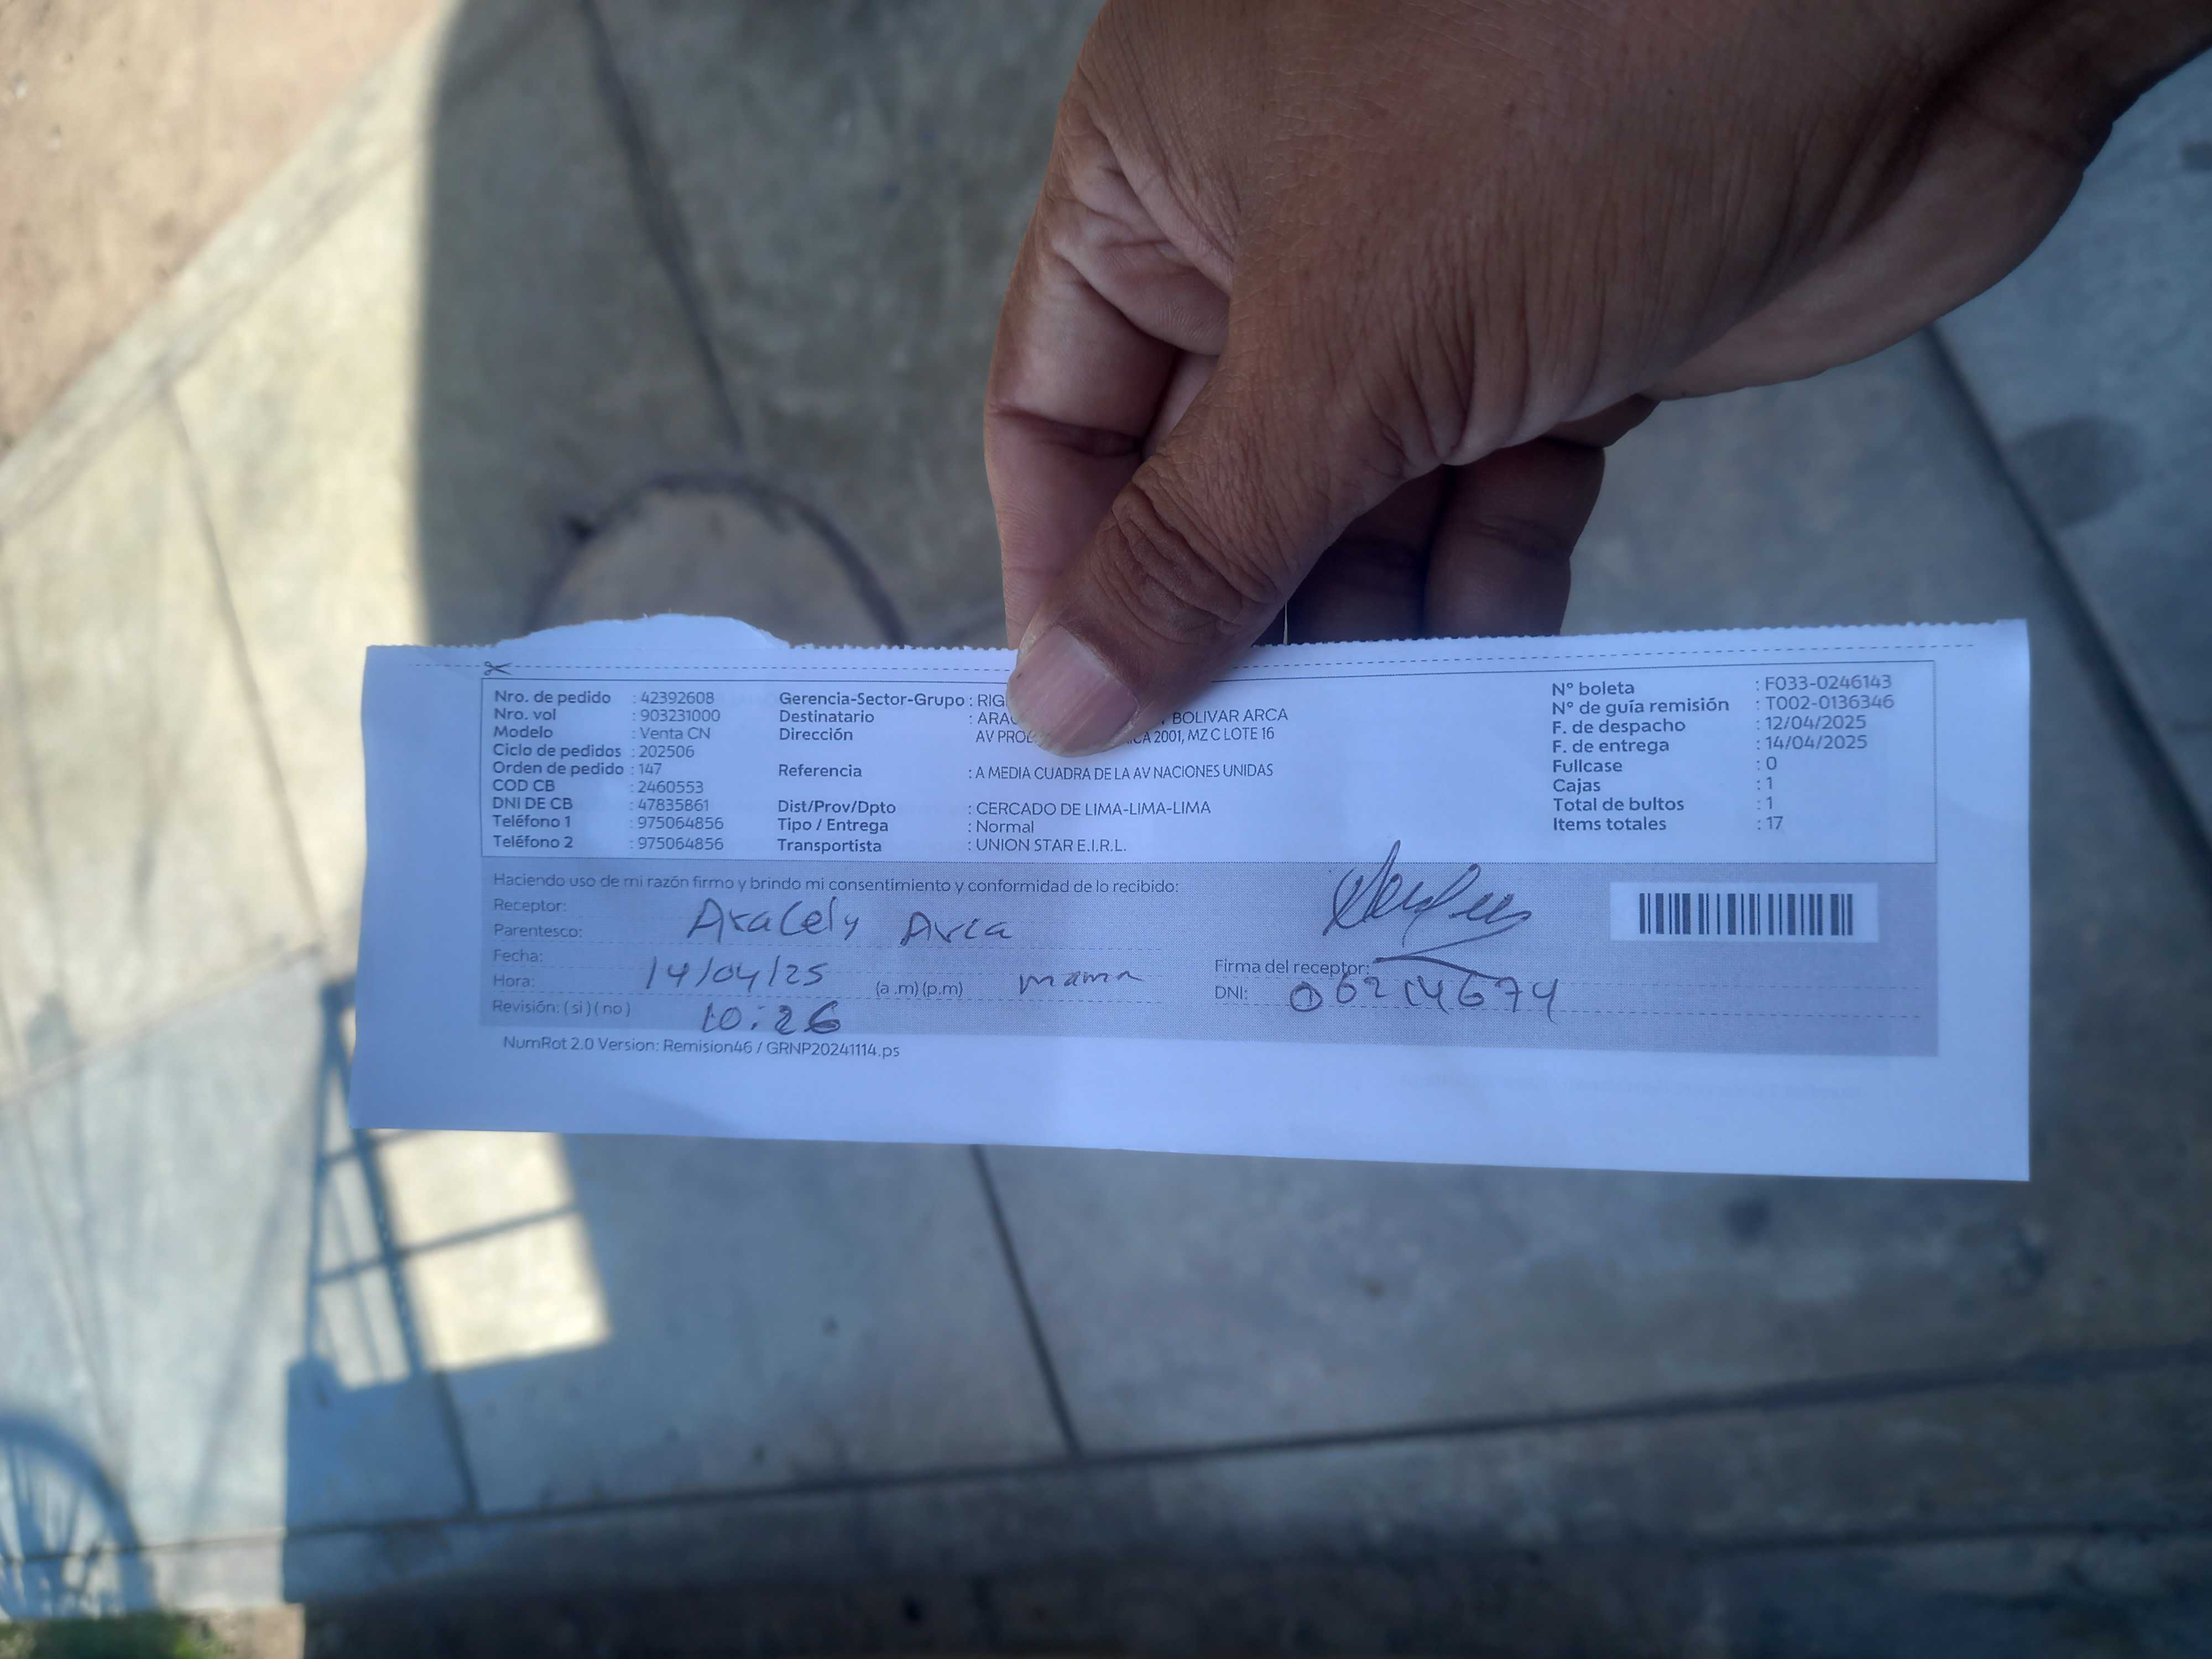 Nro. de pedido : 42392608
Nro. vol : 903231000
Modelo : Venta CN
Ciclo de pedidos : 202506
Orden de pedido : 147
COD CB : 2460553
DNI DE CB : 47835861
Teléfono 1 : 975064856
Teléfono 2 : 975064856
Gerencia-Sector-Grupo : RIG
Destinatario : ARAC BOLIVAR ARCA
Dirección AV PROL 2001, MZ C LOTE 16
Referencia : A MEDIA CUADRA DE LA AV NACIONES UNIDAS
Dist/Prov/Dpto : CERCADO DE LIMA-LIMA-LIMA
Tipo / Entrega : Normal
Transportista : UNION STAR E.I.R.L.
N° boleta : F033-0246143
N° de guía remisión : T002-0136346
F. de despacho : 12/04/2025
F. de entrega : 14/04/2025
Fullcase : 0
Cajas : 1
Total de bultos : 1
Items totales : 17
Haciendo uso de mi razón firmo y brindo mi consentimiento y conformidad de lo recibido:
Receptor: Aracely Arca
Parentesco:
Fecha: 14/04/25
Hora: (a .m) (p.m) mama
Revisión: ( si ) ( no ) 10:26
Firma del receptor:
DNI: 06214674
NumRot 2.0 Version: Remision46 / GRNP20241114.ps